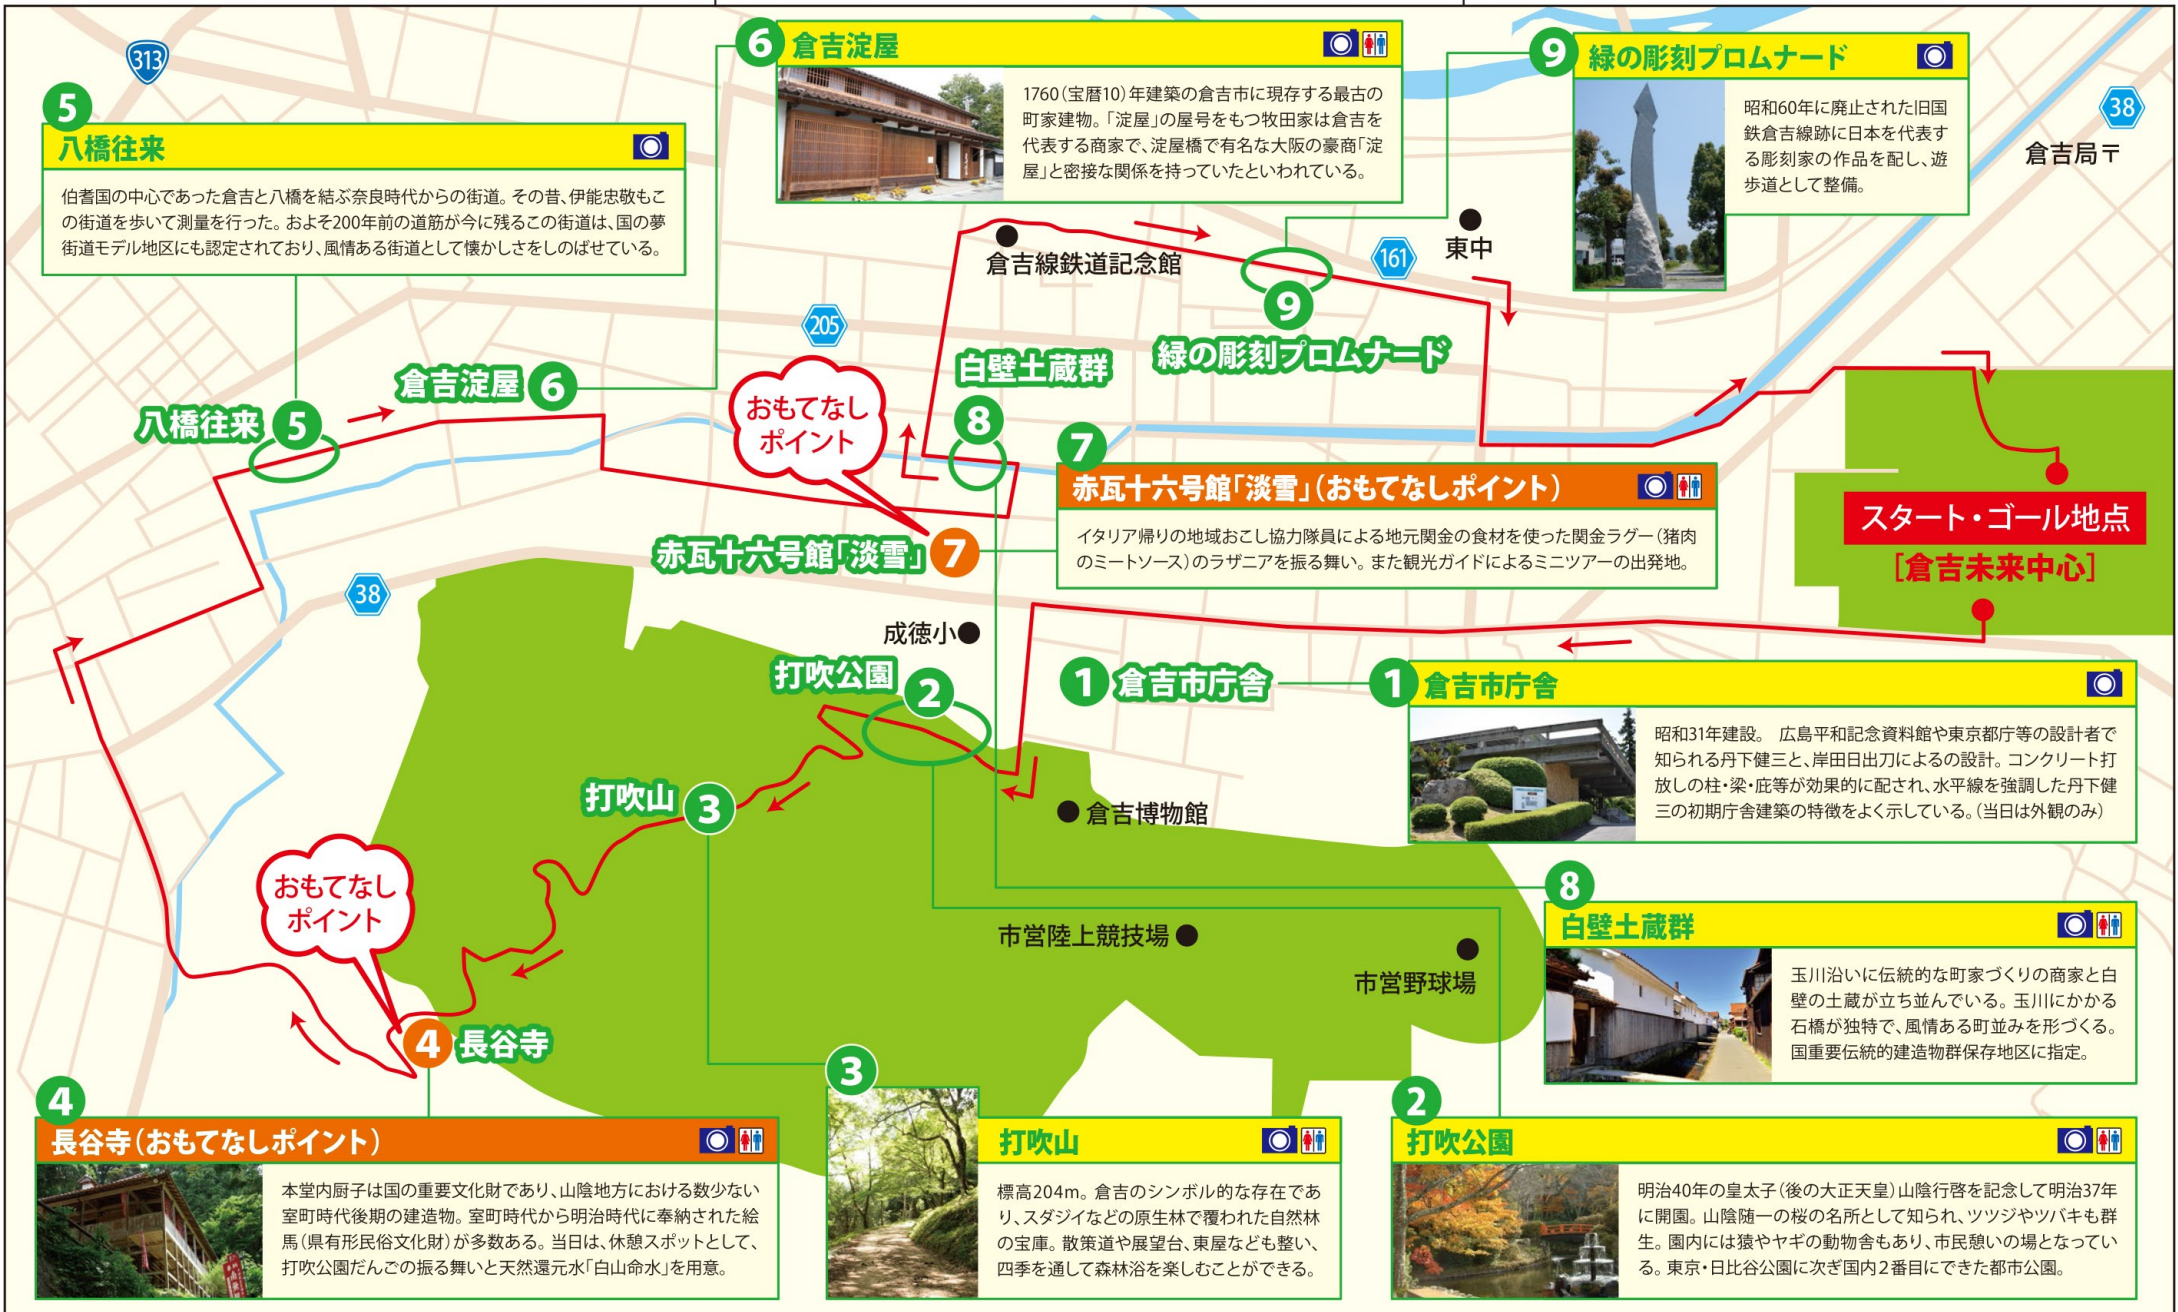 313
5
八橋往来
伯耆国の中心であった倉吉と八橋を結ぶ奈良時代からの街道。その昔、伊能忠敬もこ
の街道を歩いて測量を行った。およそ200年前の道筋が今に残るこの街道は、国の夢
街道モデル地区にも認定されており、風情ある街道として懐かしさをしのばせている。
6
倉吉淀屋
1760（宝暦10）年建築の倉吉市に現存する最古の
町家建物。「淀屋」の屋号をもつ牧田家は倉吉を
代表する商家で、淀屋橋で有名な大阪の豪商「淀
屋」と密接な関係を持っていたといわれている。
9
緑の彫刻プロムナード
昭和60年に廃止された旧国
鉄倉吉線跡に日本を代表す
る彫刻家の作品を配し、遊
歩道として整備。
38
倉吉局〒
倉吉線鉄道記念館
161
東中
205
9
緑の彫刻プロムナード
白壁土蔵群
8
倉吉淀屋 6
八橋往来 5
おもてなし
ポイント
7
赤瓦十六号館「淡雪」（おもてなしポイント）
イタリア帰りの地域おこし協力隊員による地元関金の食材を使った関金ラグー（猪肉
のミートソース）のラザニアを振る舞い。また観光ガイドによるミニツアーの出発地。
赤瓦十六号館「淡雪」 7
スタート・ゴール地点
［倉吉未来中心］
38
成徳小
打吹公園 2
1 倉吉市庁舎
1
倉吉市庁舎
昭和31年建設。 広島平和記念資料館や東京都庁等の設計者で
知られる丹下健三と、岸田日出刀によるの設計。コンクリート打
放しの柱・梁・庇等が効果的に配され、水平線を強調した丹下健
三の初期庁舎建築の特徴をよく示している。（当日は外観のみ）
打吹山 3
倉吉博物館
おもてなし
ポイント
市営陸上競技場
市営野球場
8
白壁土蔵群
玉川沿いに伝統的な町家づくりの商家と白
壁の土蔵が立ち並んでいる。玉川にかかる
石橋が独特で、風情ある町並みを形づくる。
国重要伝統的建造物群保存地区に指定。
4 長谷寺
4
長谷寺（おもてなしポイント）
本堂内厨子は国の重要文化財であり、山陰地方における数少ない
室町時代後期の建造物。室町時代から明治時代に奉納された絵
馬（県有形民俗文化財）が多数ある。当日は、休憩スポットとして、
打吹公園だんごの振る舞いと天然還元水「白山命水」を用意。
3
打吹山
標高204m。倉吉のシンボル的な存在であ
り、スダジイなどの原生林で覆われた自然林
の宝庫。散策道や展望台、東屋なども整い、
四季を通して森林浴を楽しむことができる。
2
打吹公園
明治40年の皇太子（後の大正天皇）山陰行啓を記念して明治37年
に開園。山陰随一の桜の名所として知られ、ツツジやツバキも群
生。園内には猿やヤギの動物舎もあり、市民憩いの場となってい
る。東京・日比谷公園に次ぎ国内２番目にできた都市公園。